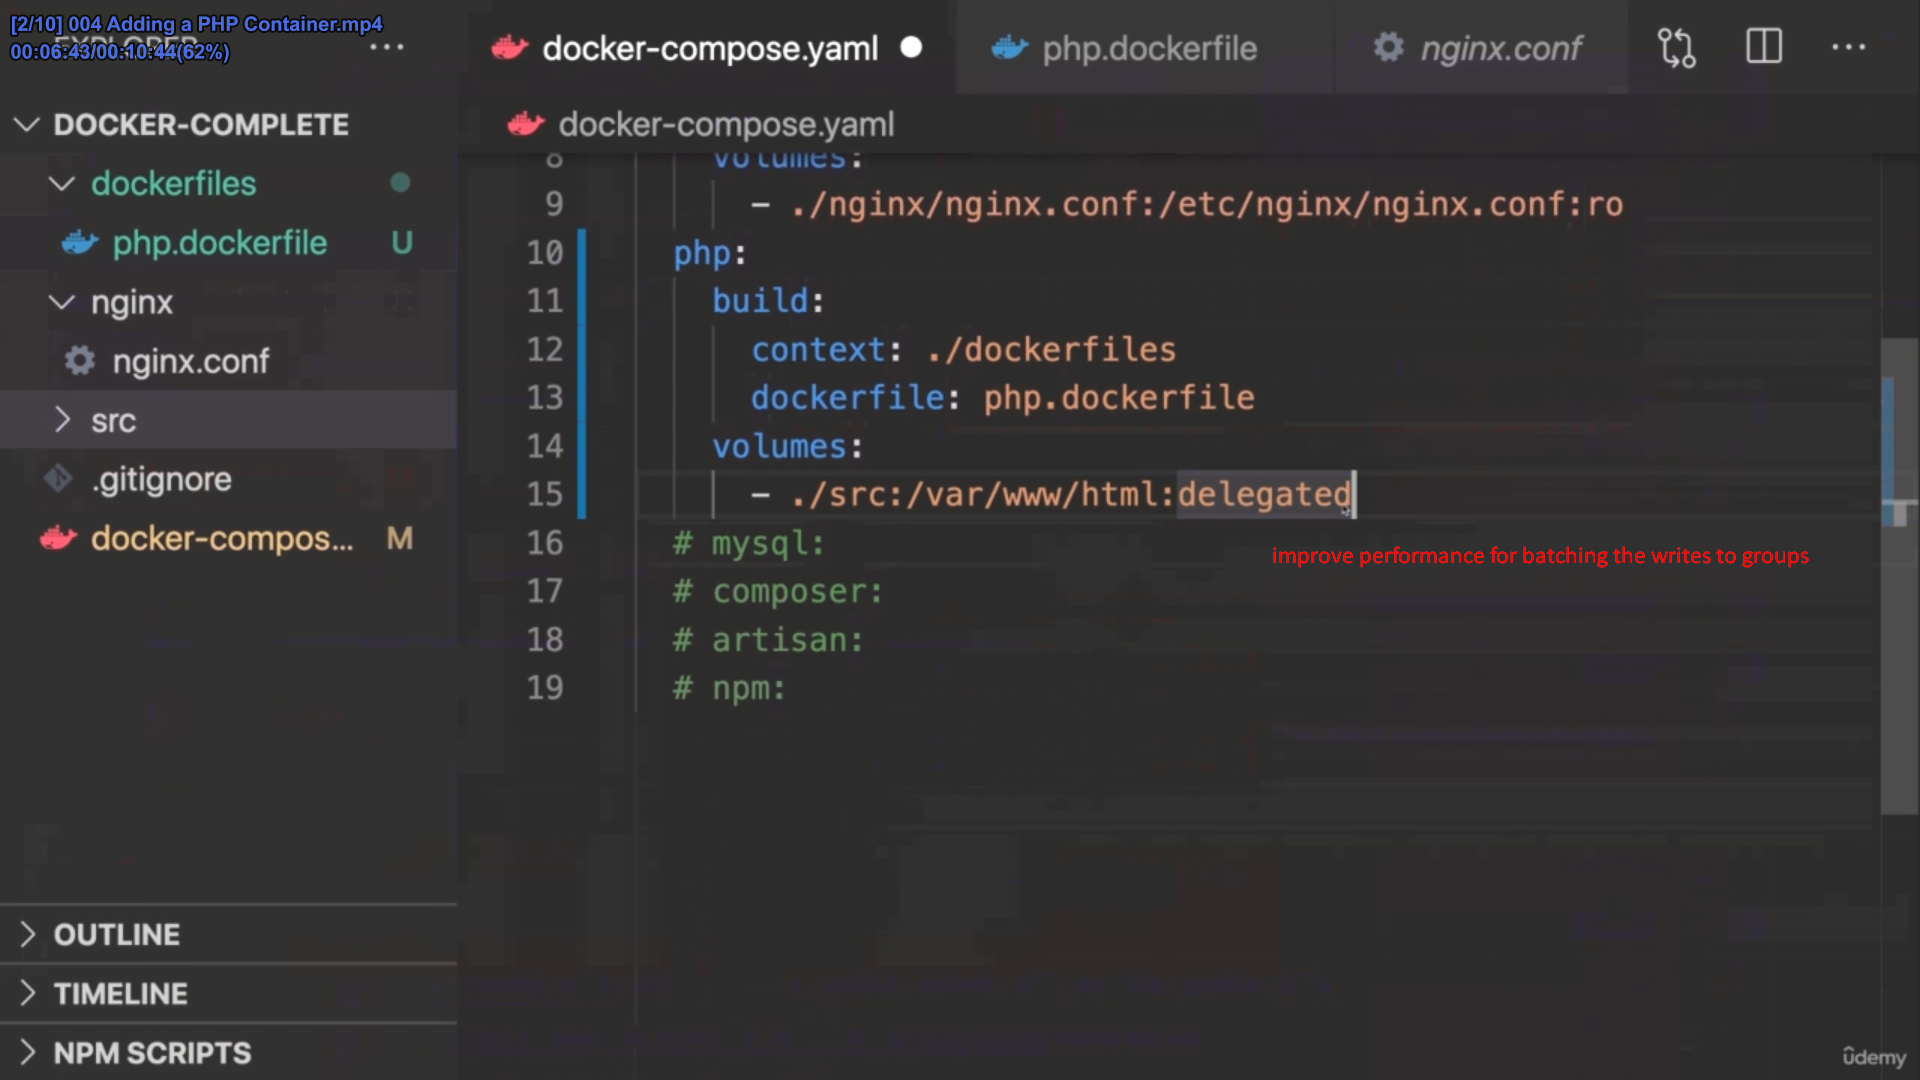 [2/10] 004 Adding a PHP Container.mp4
00:06:43/00:10:44(62%)
EXPLORER
docker-compose.yaml
php.dockerfile
nginx.conf
DOCKER-COMPLETE
dockerfiles
php.dockerfile U
nginx
nginx.conf
src
.gitignore
docker-compos... M
OUTLINE
TIMELINE
NPM SCRIPTS
docker-compose.yaml
8 volumes:
9 - ./nginx/nginx.conf:/etc/nginx/nginx.conf:ro
10 php:
11 build:
12 context: ./dockerfiles
13 dockerfile: php.dockerfile
14 volumes:
15 - ./src:/var/www/html:delegated
16 # mysql:
improve performance for batching the writes to groups
17 # composer:
18 # artisan:
19 # npm:
ûdemy